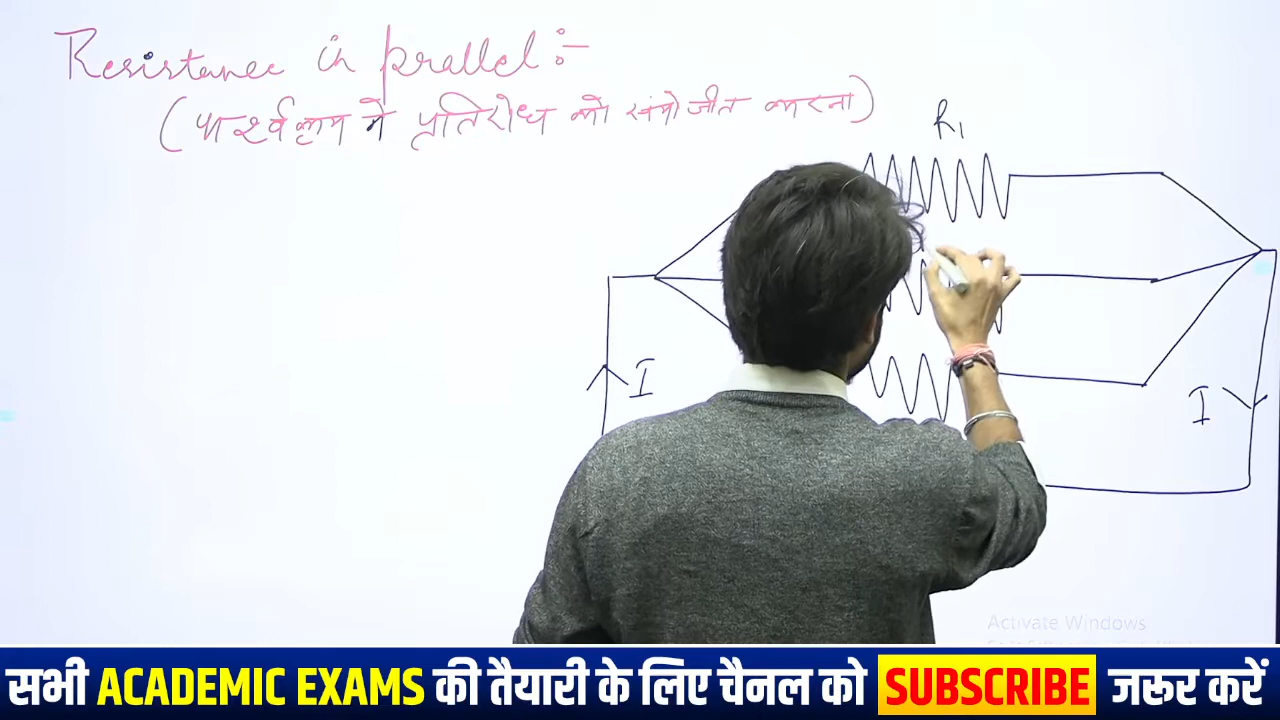 Resistance in parallel :-
(पार्श्वक्रम में प्रतिरोध को संयोजीत करना)
R1
I
I
Activate Windows
सभी ACADEMIC EXAMS की तैयारी के लिए चैनल को SUBSCRIBE जरूर करें